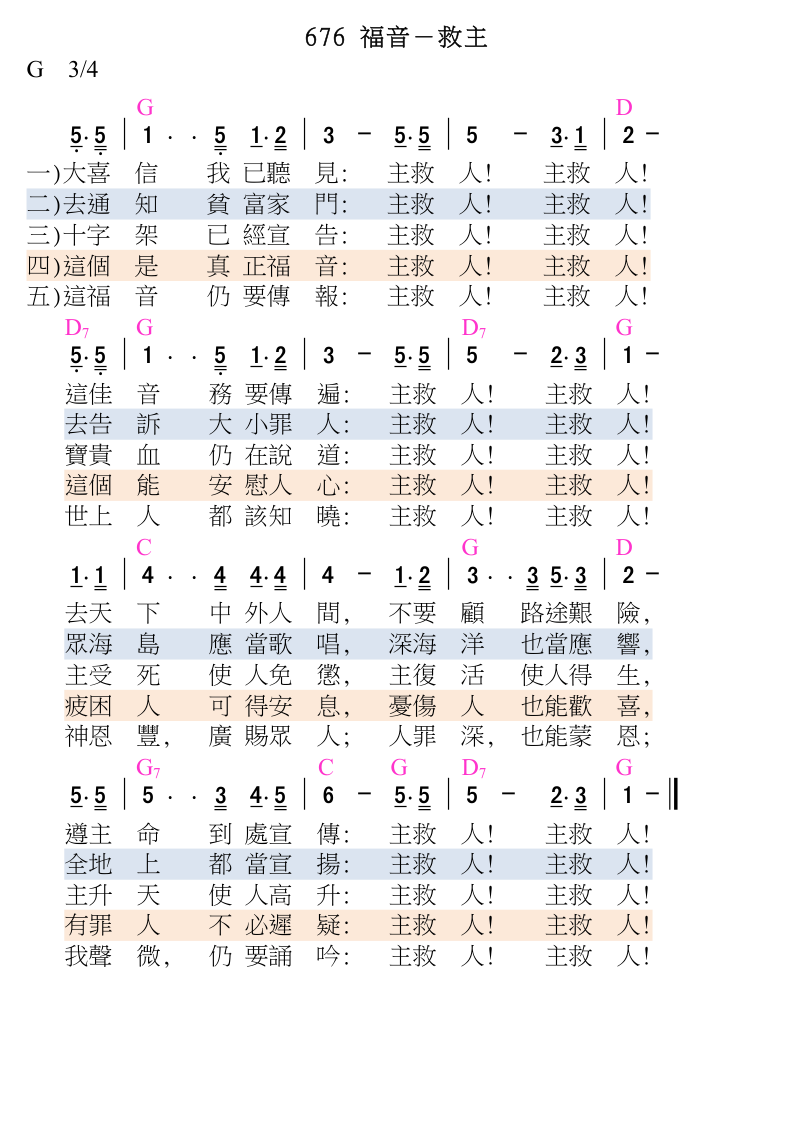 676 福音－救主
G 3/4
G D
5·5 | 1 · · 5 1·2 | 3 － 5·5 | 5 － 3·1 | 2－
一)大喜 信 我 已聽 見： 主救 人! 主救 人!
二)去通 知 貧 富家 門： 主救 人! 主救 人!
三)十字 架 已 經宣 告： 主救 人! 主救 人!
四)這個 是 真 正福 音： 主救 人! 主救 人!
五)這福 音 仍 要傳 報： 主救 人! 主救 人!
D7 G D7 G
5·5 | 1 · · 5 1·2 | 3 － 5·5 | 5 － 2·3 | 1－
這佳 音 務 要傳 遍： 主救 人! 主救 人!
去告 訴 大 小罪 人： 主救 人! 主救 人!
寶貴 血 仍 在說 道： 主救 人! 主救 人!
這個 能 安 慰人 心： 主救 人! 主救 人!
世上 人 都 該知 曉： 主救 人! 主救 人!
C G D
1·1 | 4 · · 4 4·4 | 4 － 1·2 | 3 · · 3 5·3 | 2－
去天 下 中 外人 間， 不要 顧 路途艱 險，
眾海 島 應 當歌 唱， 深海 洋 也當應 響，
主受 死 使 人免 懲， 主復 活 使人得 生，
疲困 人 可 得安 息， 憂傷 人 也能歡 喜，
神恩 豐， 廣 賜眾 人； 人罪 深， 也能蒙 恩；
G7 C G D7 G
5·5 | 5 · · 3 4·5 | 6 － 5·5 | 5 － 2·3 | 1－‖
遵主 命 到 處宣 傳： 主救 人! 主救 人!
全地 上 都 當宣 揚： 主救 人! 主救 人!
主升 天 使 人高 升： 主救 人! 主救 人!
有罪 人 不 必遲 疑： 主救 人! 主救 人!
我聲 微， 仍 要誦 吟： 主救 人! 主救 人!